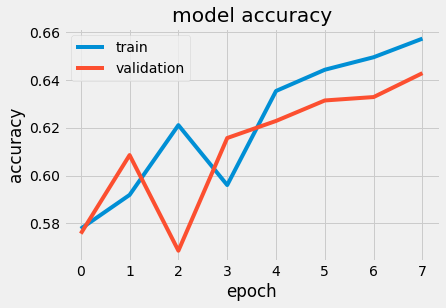 model accuracy
0.66
0.64
0.62
0.60
0.58
accuracy
train
validation
0 1 2 3 4 5 6 7
epoch